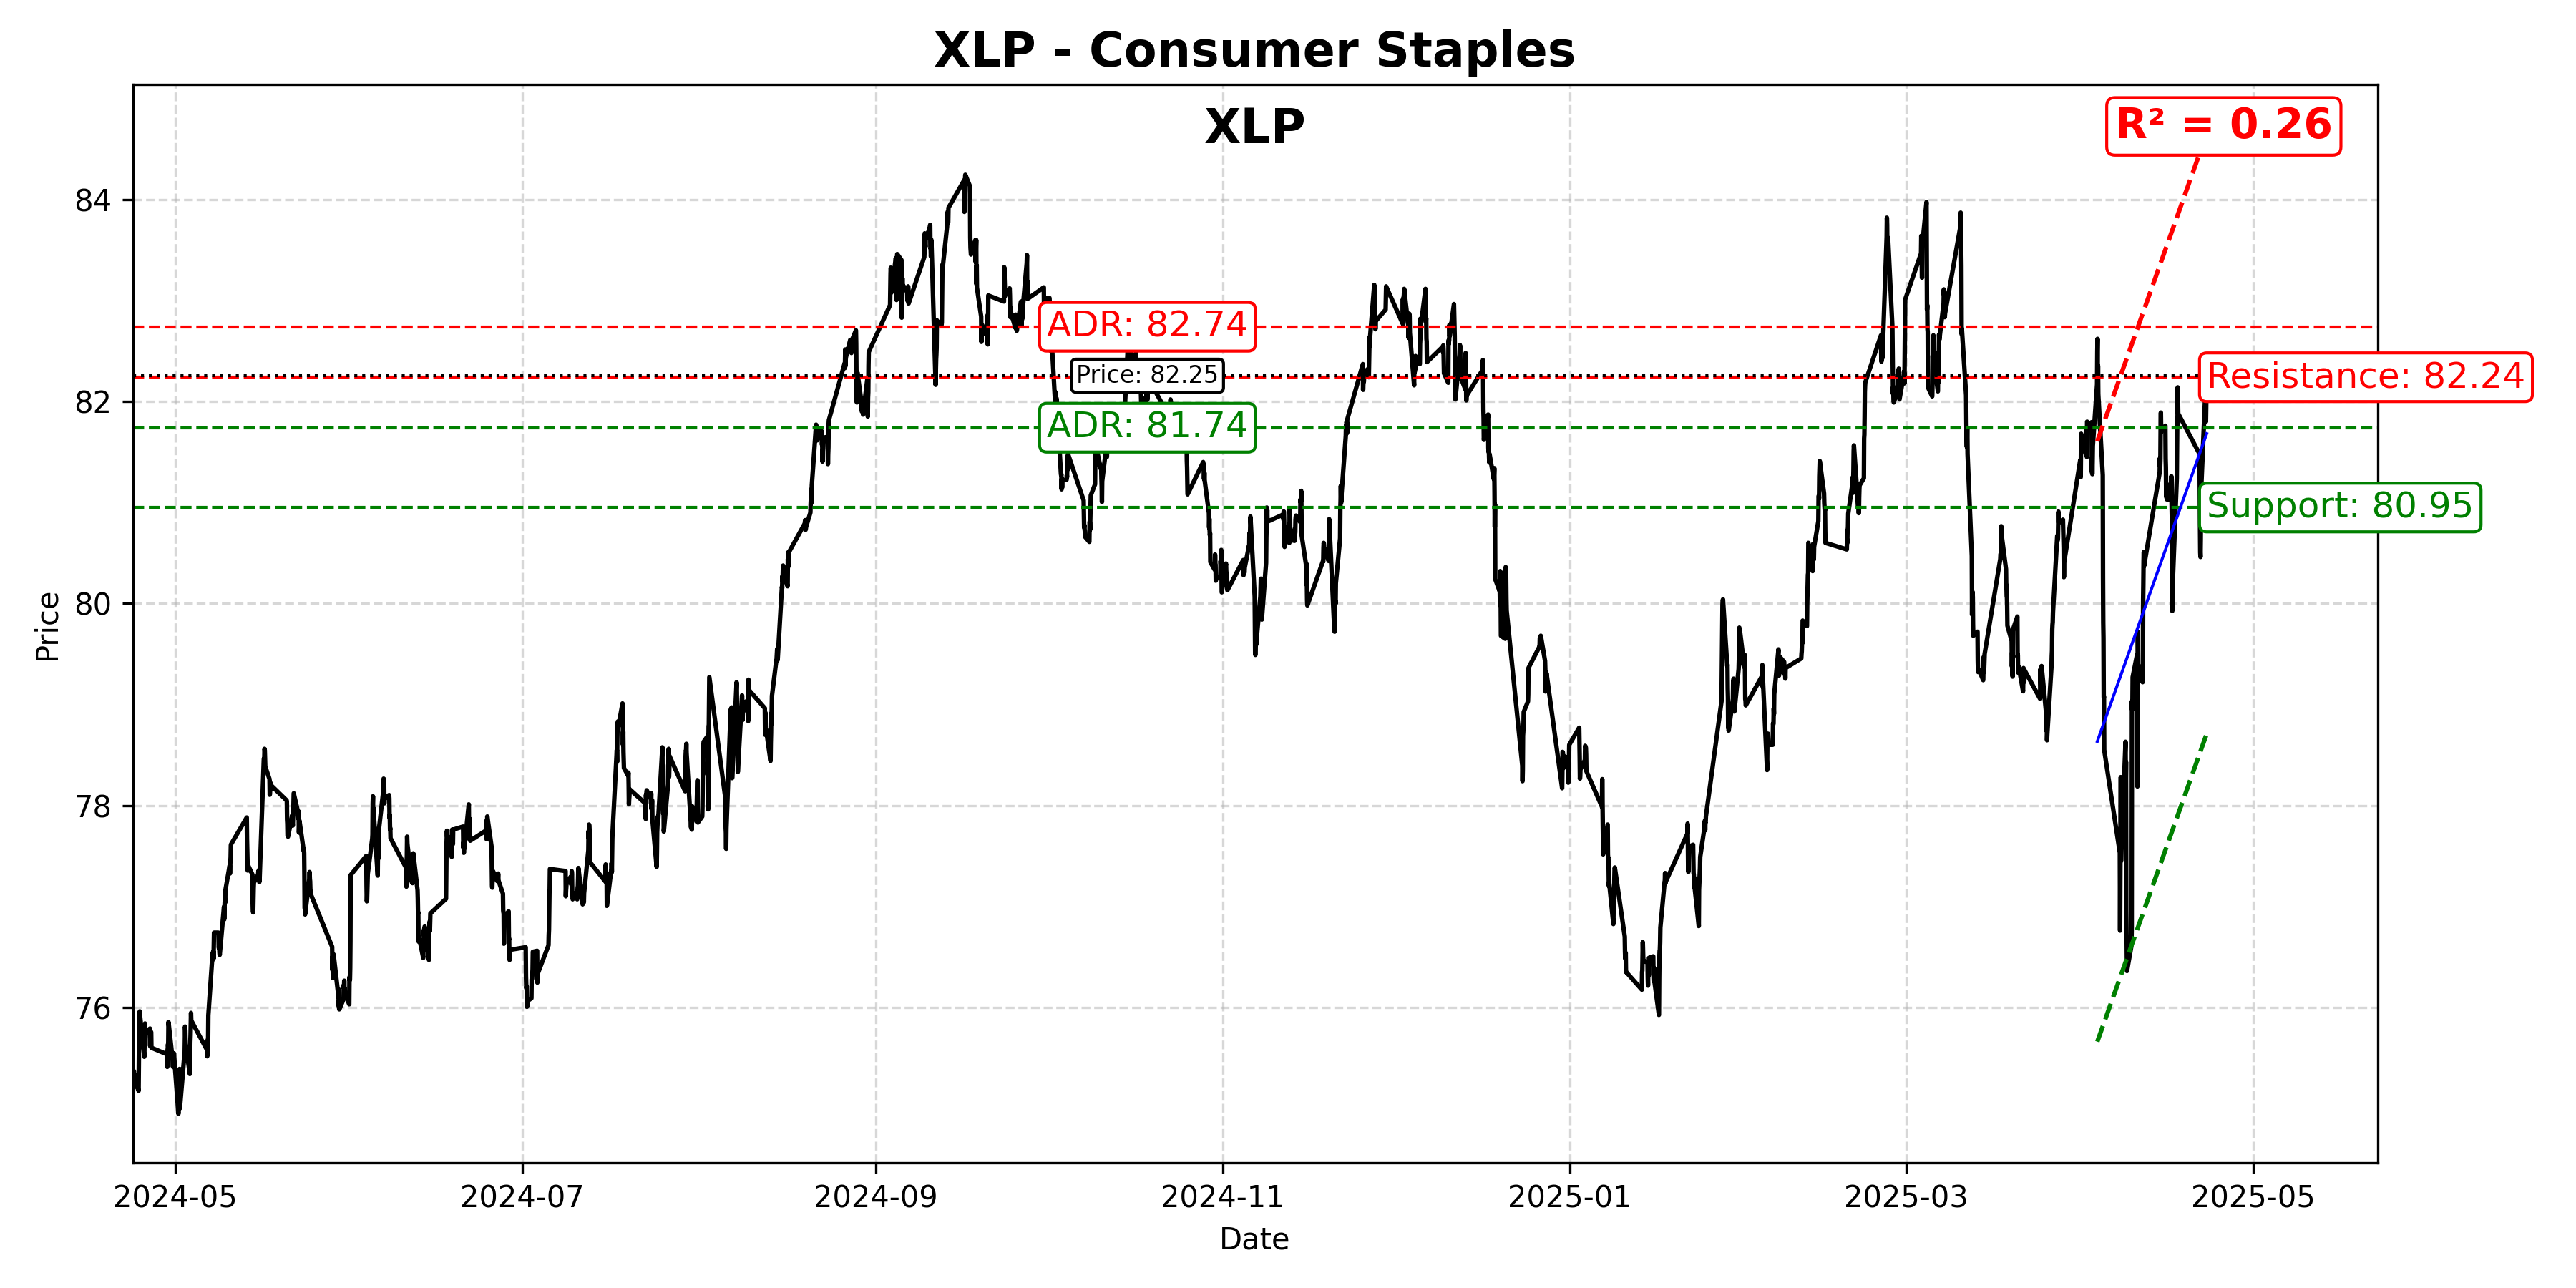 XLP - Consumer Staples
XLP
R² = 0.26
84
ADR: 82.74
Price: 82.25
Resistance: 82.24
82
ADR: 81.74
Support: 80.95
80
Price
78
76
2024-05
2024-07
2024-09
2024-11
2025-01
2025-03
2025-05
Date